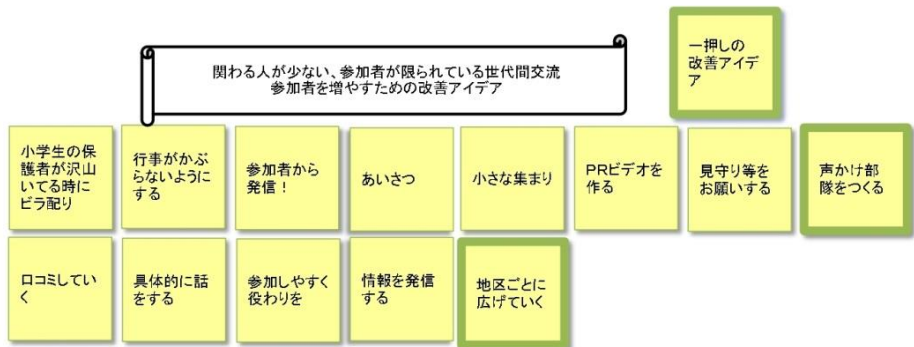 関わる人が少ない、参加者が限られている世代間交流
参加者を増やすための改善アイデア
一押しの
改善アイデ
ア
小学生の保
護者が沢山
いてる時に
ビラ配り
行事がかぶ
らないように
する
参加者から
発信！
あいさつ
小さな集まり
PRビデオを
作る
見守り等を
お願いする
声かけ部
隊をつくる
口コミしてい
く
具体的に話
をする
参加しやすく
役わりを
情報を発信
する
地区ごとに
広げていく